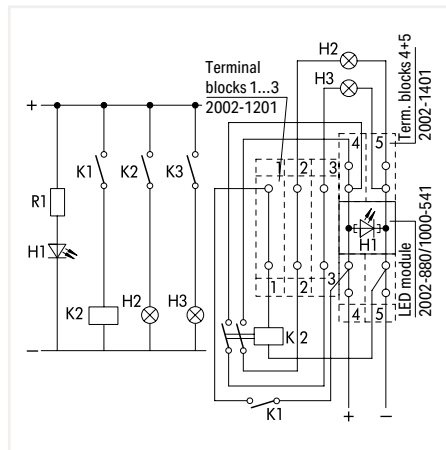 H2
Terminal
blocks 1...3
2002-1201
H3
Term. blocks 4+5
2002-1401
+
K1
K2
K3
1
2
3
4
5
R1
H1
H1
LED module
2002-880/1000-541
K2
H2
H3
1
2
3
4
5
K 2
−
K1
+
−